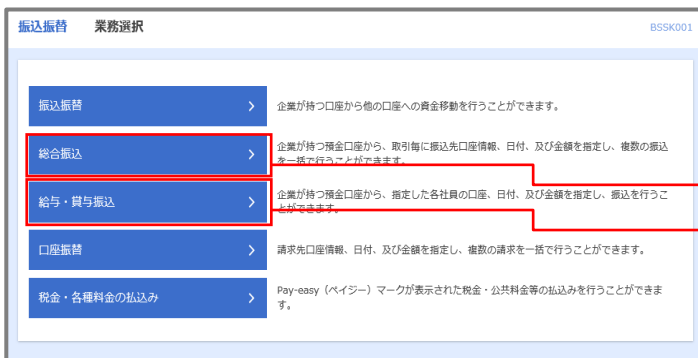 振込振替 業務選択 BSSK001
振込振替
企業が持つ口座から他の口座への資金移動を行うことができます。
総合振込
企業が持つ預金口座から、取引毎に振込先口座情報、日付、及び金額を指定し、複数の振込
を一括で行うことができます。
給与・賞与振込
企業が持つ預金口座から、指定した各社員の口座、日付、及び金額を指定し、振込を行うこ
とができます。
口座振替
請求先口座情報、日付、及び金額を指定し、複数の請求を一括で行うことができます。
税金・各種料金の払込み
Pay-easy（ペイジー）マークが表示された税金・公共料金等の払込みを行うことができま
す。